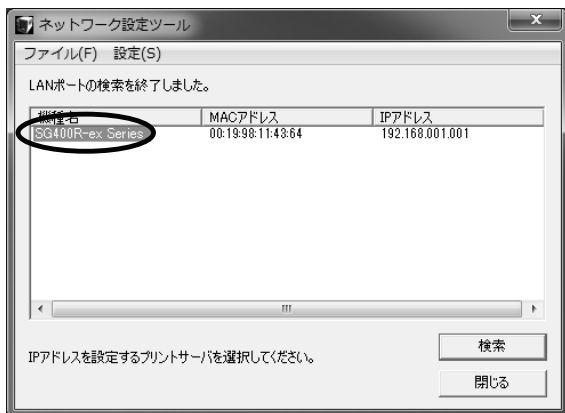 ネットワーク設定ツール
ファイル(F) 設定(S)
LANポートの検索を終了しました。
機種名 MACアドレス IPアドレス
SG400R-ex Series 00:19:98:11:43:64 192.168.001.001
検索
IPアドレスを設定するプリントサーバを選択してください。
閉じる